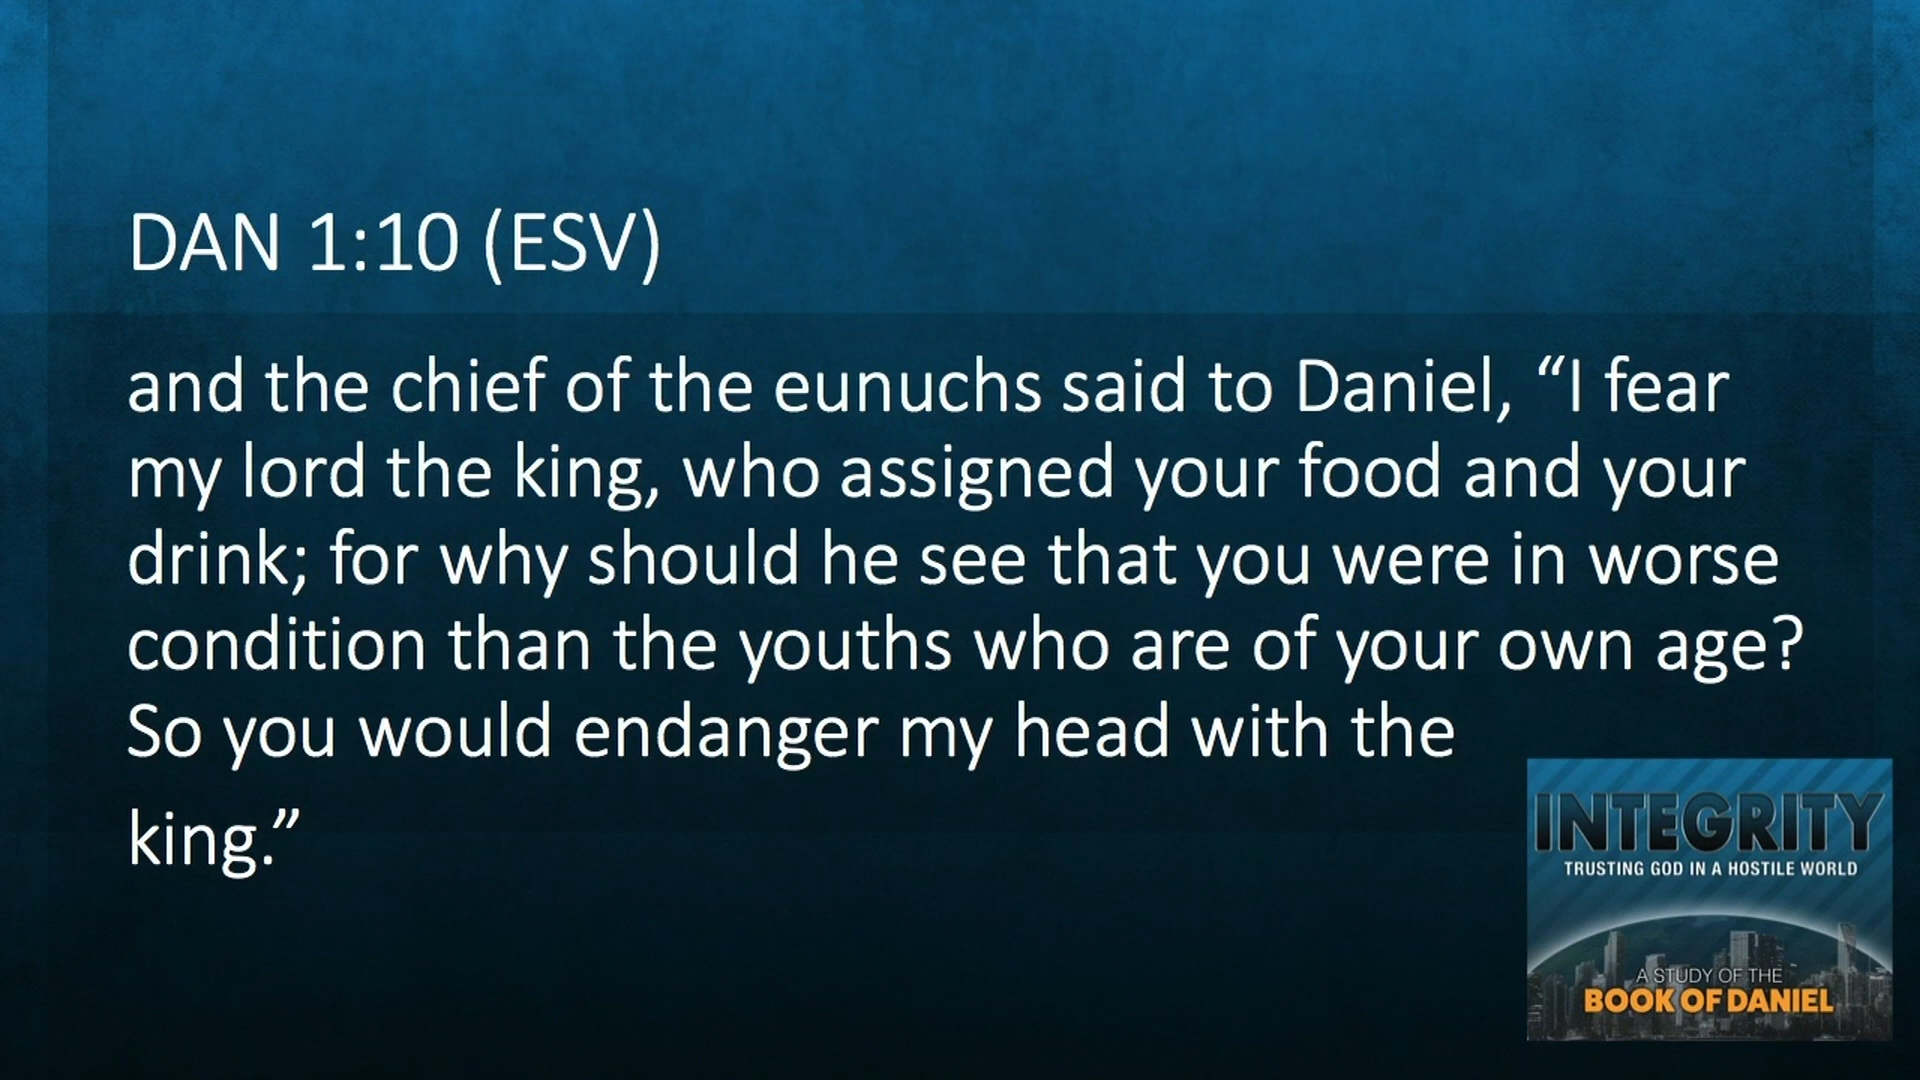 DAN 1:10 (ESV)
and the chief of the eunuchs said to Daniel, “I fear
my lord the king, who assigned your food and your
drink; for why should he see that you were in worse
condition than the youths who are of your own age?
So you would endanger my head with the
king.”
INTEGRITY
TRUSTING GOD IN A HOSTILE WORLD
A STUDY OF THE
BOOK OF DANIEL